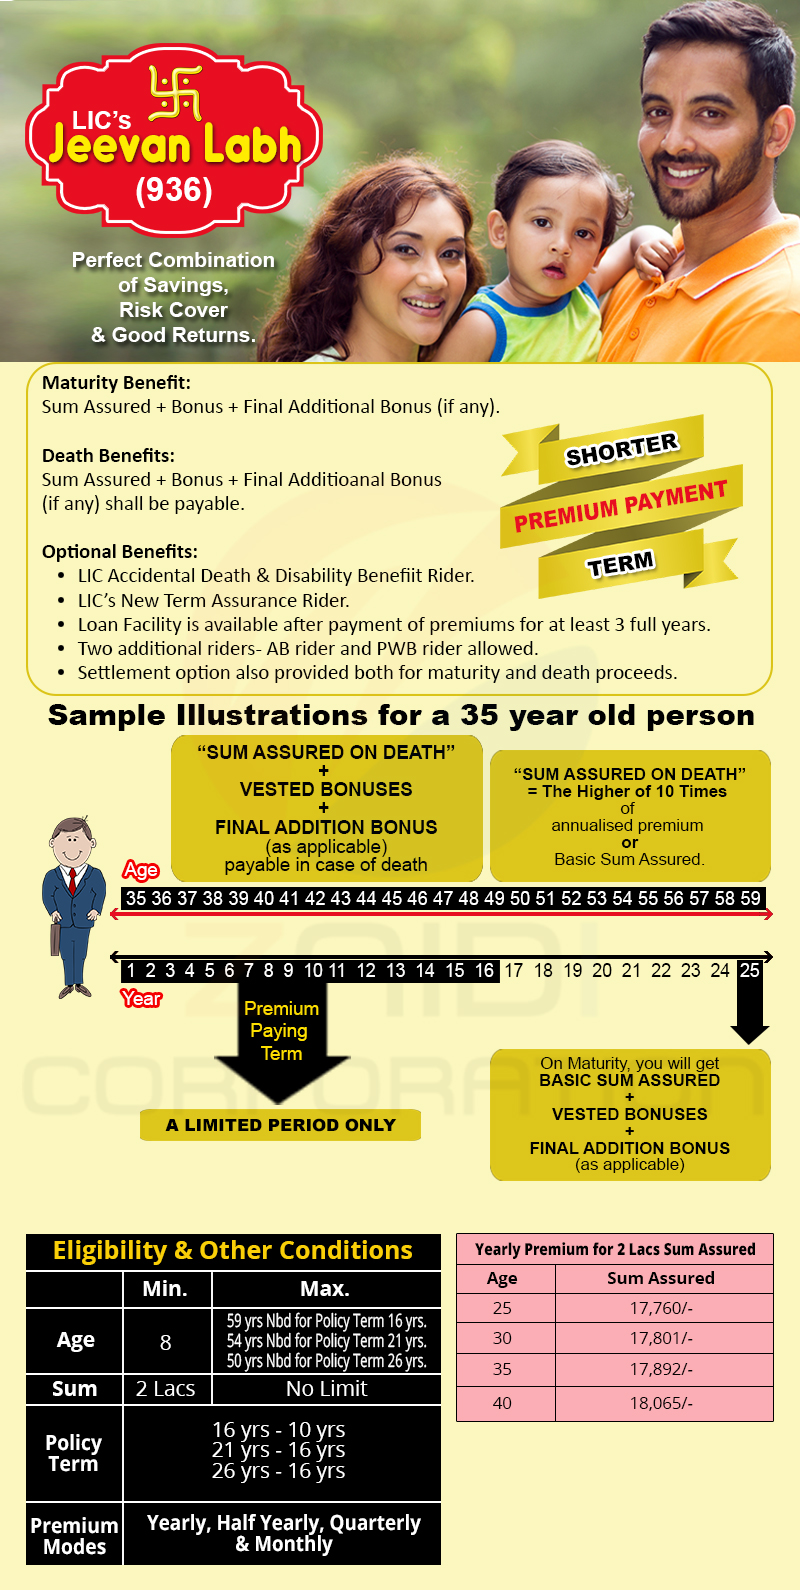 LIC's
Jeevan Labh
(936)
Perfect Combination
of Savings,
Risk Cover
& Good Returns.
Maturity Benefit:
Sum Assured + Bonus + Final Additional Bonus (if any).
Death Benefits:
Sum Assured + Bonus + Final Additioanal Bonus
(if any) shall be payable.
SHORTER
PREMIUM PAYMENT
TERM
Optional Benefits:
• LIC Accidental Death & Disability Benefiit Rider.
• LIC's New Term Assurance Rider.
• Loan Facility is available after payment of premiums for at least 3 full years.
• Two additional riders- AB rider and PWB rider allowed.
• Settlement option also provided both for maturity and death proceeds.
Sample Illustrations for a 35 year old person
"SUM ASSURED ON DEATH"
+
VESTED BONUSES
+
FINAL ADDITION BONUS
(as applicable)
payable in case of death
"SUM ASSURED ON DEATH"
= The Higher of 10 Times
of
annualised premium
or
Basic Sum Assured.
Age
35 36 37 38 39 40 41 42 43 44 45 46 47 48 49 50 51 52 53 54 55 56 57 58 59
ZAIDI
1 2 3 4 5 6 7 8 9 10 11 12 13 14 15 16 17 18 19 20 21 22 23 24 25
Year
Premium
Paying
Term
A LIMITED PERIOD ONLY
CORPORATION
On Maturity, you will get
BASIC SUM ASSURED
+
VESTED BONUSES
+
FINAL ADDITION BONUS
(as applicable)
Eligibility & Other Conditions
Min. Max.
Age 8 59 yrs Nbd for Policy Term 16 yrs.
54 yrs Nbd for Policy Term 21 yrs.
50 yrs Nbd for Policy Term 26 yrs.
Sum 2 Lacs No Limit
Policy Term
16 yrs - 10 yrs
21 yrs - 16 yrs
26 yrs - 16 yrs
Premium Modes
Yearly, Half Yearly, Quarterly
& Monthly
Yearly Premium for 2 Lacs Sum Assured
Age Sum Assured
25 17,760/-
30 17,801/-
35 17,892/-
40 18,065/-